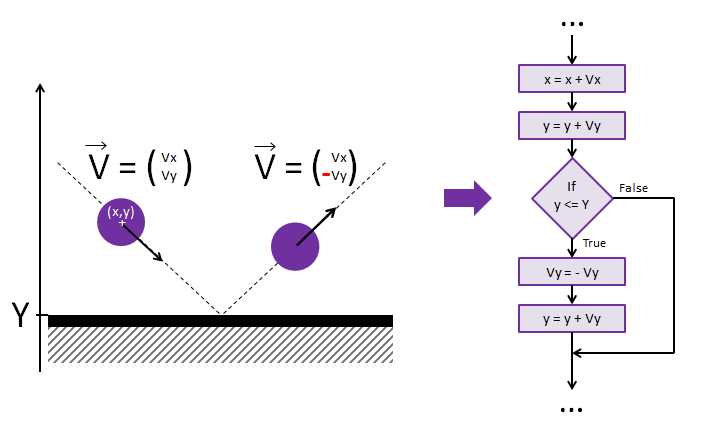 V = (Vx
Vy)
V = (Vx
-Vy)
(x,y)
+
Y
...
x = x + Vx
y = y + Vy
If
y <= Y
False
True
Vy = - Vy
y = y + Vy
...